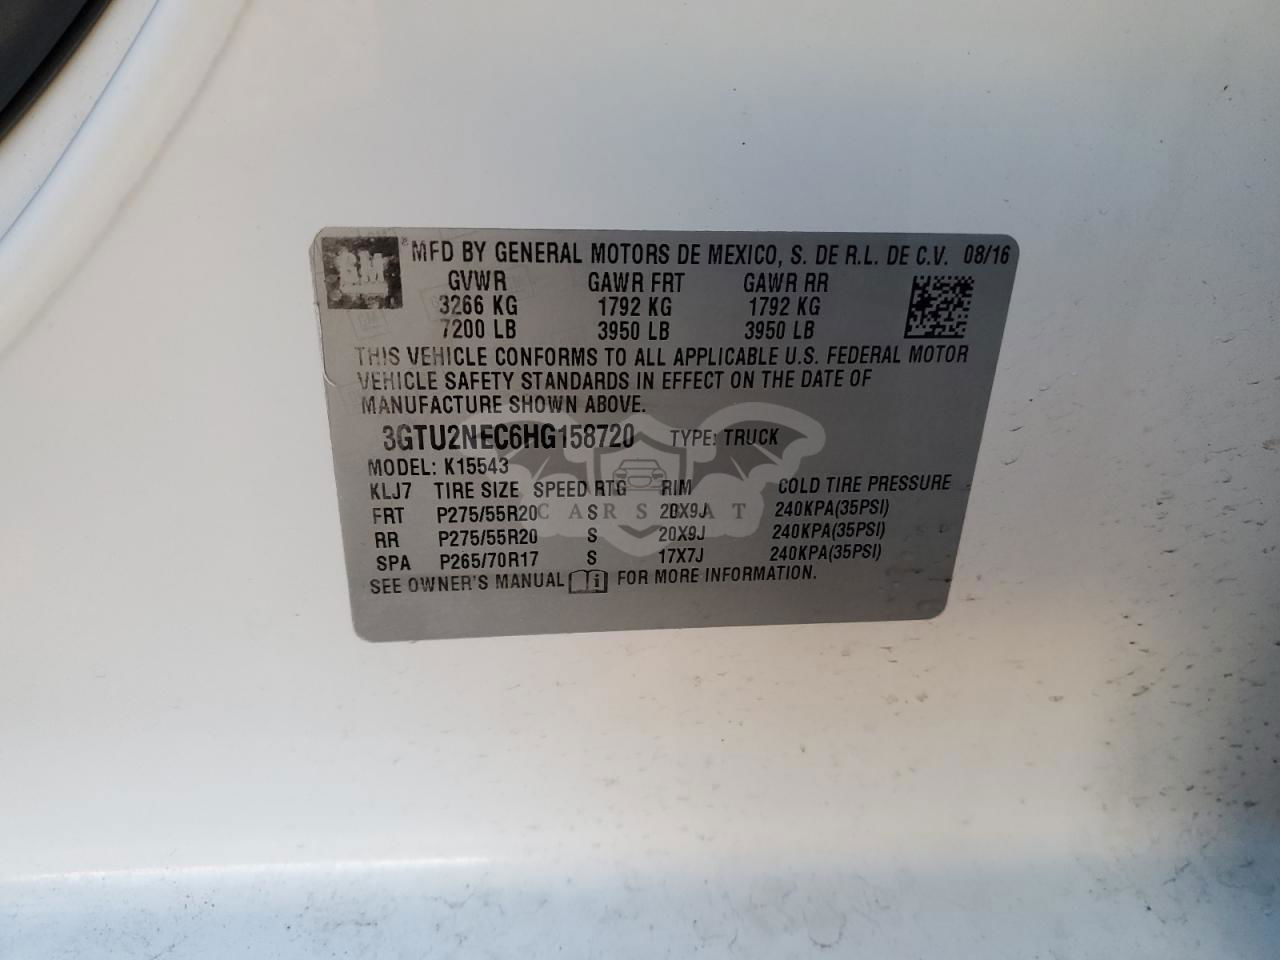 GM ® MFD BY GENERAL MOTORS DE MEXICO, S. DE R.L. DE C.V. 08/16
GVWR GAWR FRT GAWR RR
3266 KG 1792 KG 1792 KG
7200 LB 3950 LB 3950 LB
THIS VEHICLE CONFORMS TO ALL APPLICABLE U.S. FEDERAL MOTOR
VEHICLE SAFETY STANDARDS IN EFFECT ON THE DATE OF
MANUFACTURE SHOWN ABOVE.
3GTU2NEC6HG158720 TYPE: TRUCK
MODEL: K15543
KLJ7 TIRE SIZE SPEED RTG RIM COLD TIRE PRESSURE
FRT P275/55R20 S 20X9J 240KPA(35PSI)
CARSBAT
RR P275/55R20 S 20X9J 240KPA(35PSI)
SPA P265/70R17 S 17X7J 240KPA(35PSI)
SEE OWNER'S MANUAL i FOR MORE INFORMATION.